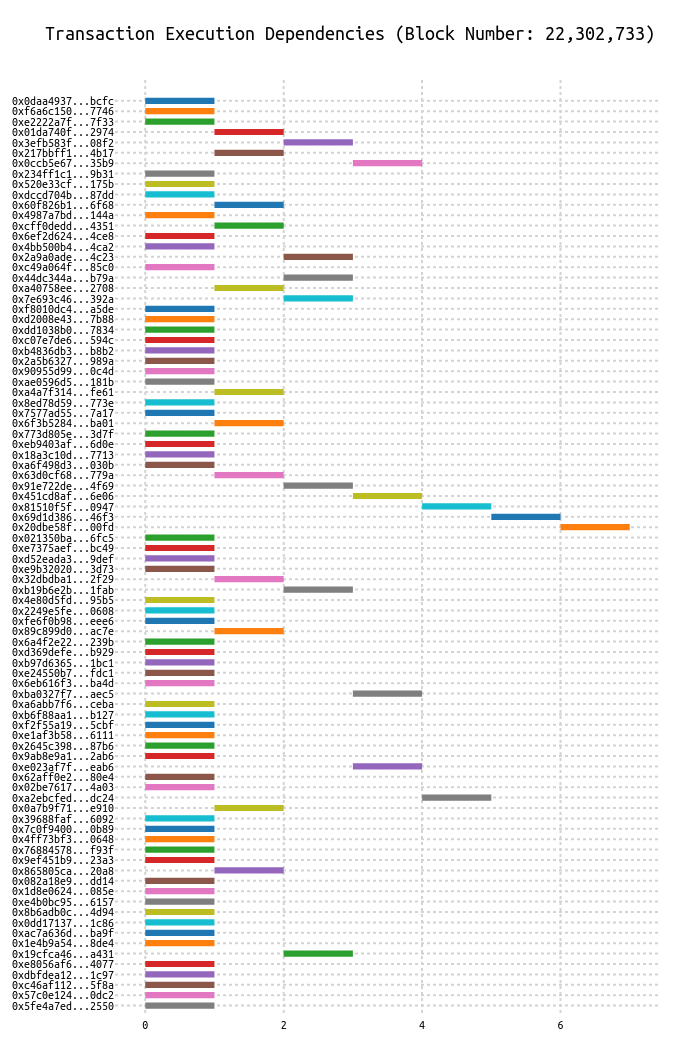 Transaction Execution Dependencies (Block Number: 22,302,733)
0x0daa4937...bcfc
0xf6a6c150...7746
0xe2222a7f...7f33
0x01da740f...2974
0x3efb583f...08f2
0x217bbff1...4b17
0x0ccb5e67...35b9
0x234ff1c1...9b31
0x520e33cf...175b
0xdccd704b...87dd
0x60f826b1...6f68
0x4987a7bd...144a
0xcff0dedd...4351
0x6ef2d624...4ce8
0x4bb500b4...4ca2
0x2a9a0ade...4c23
0xc49a064f...85c0
0x44dc344a...b79a
0xa40758ee...2708
0x7e693c46...392a
0xf8010dc4...a5de
0xd2008e43...7b88
0xdd1038b0...7834
0xc07e7de6...594c
0xb4836db3...b8b2
0x2a5b6327...989a
0x90955d99...0c4d
0xae0596d5...181b
0xa4a7f314...fe61
0x8ed78d59...773e
0x7577ad55...7a17
0x6f3b5284...ba01
0x773d805e...3d7f
0xeb9403af...6d0e
0x18a3c10d...7713
0xa6f498d3...030b
0x63d0cf68...779a
0x91e722de...4f69
0x451cd8af...6e06
0x81510f5f...0947
0x69d1d386...46f3
0x20dbe58f...00fd
0x021350ba...6fc5
0xe7375aef...bc49
0xd52eada3...9def
0xe9b32020...3d73
0x32dbdba1...2f29
0xb19b6e2b...1fab
0x4e80d5fd...95b5
0x2249e5fe...0608
0xfe6f0b98...eee6
0x89c899d0...ac7e
0x6a4f2e22...239b
0xd369defe...b929
0xb97d6365...1bc1
0xe24550b7...fdc1
0x6eb616f3...ba4d
0xba0327f7...aec5
0xa6abb7f6...ceba
0xb6f88aa1...b127
0xf2f55a19...5cbf
0xe1af3b58...6111
0x2645c398...87b6
0x9ab8e9a1...2ab6
0xe023af7f...eab6
0x62aff0e2...80e4
0x02be7617...4a03
0xa2ebcfed...dc24
0x0a7b9f71...e910
0x39688faf...6092
0x7c0f9400...0b89
0x4ff73bf3...0648
0x76884578...f93f
0x9ef451b9...23a3
0x865805ca...20a8
0x082a18e9...dd14
0x1d8e0624...085e
0xe4b0bc95...6157
0x8b6adb0c...4d94
0x0dd17137...1c86
0xac7a636d...ba9f
0x1e4b9a54...8de4
0x19cfca46...a431
0xe8056af6...4077
0xdbfdea12...1c97
0xc46af112...5f8a
0x57c0e124...0dc2
0x5fe4a7ed...2550
0 2 4 6